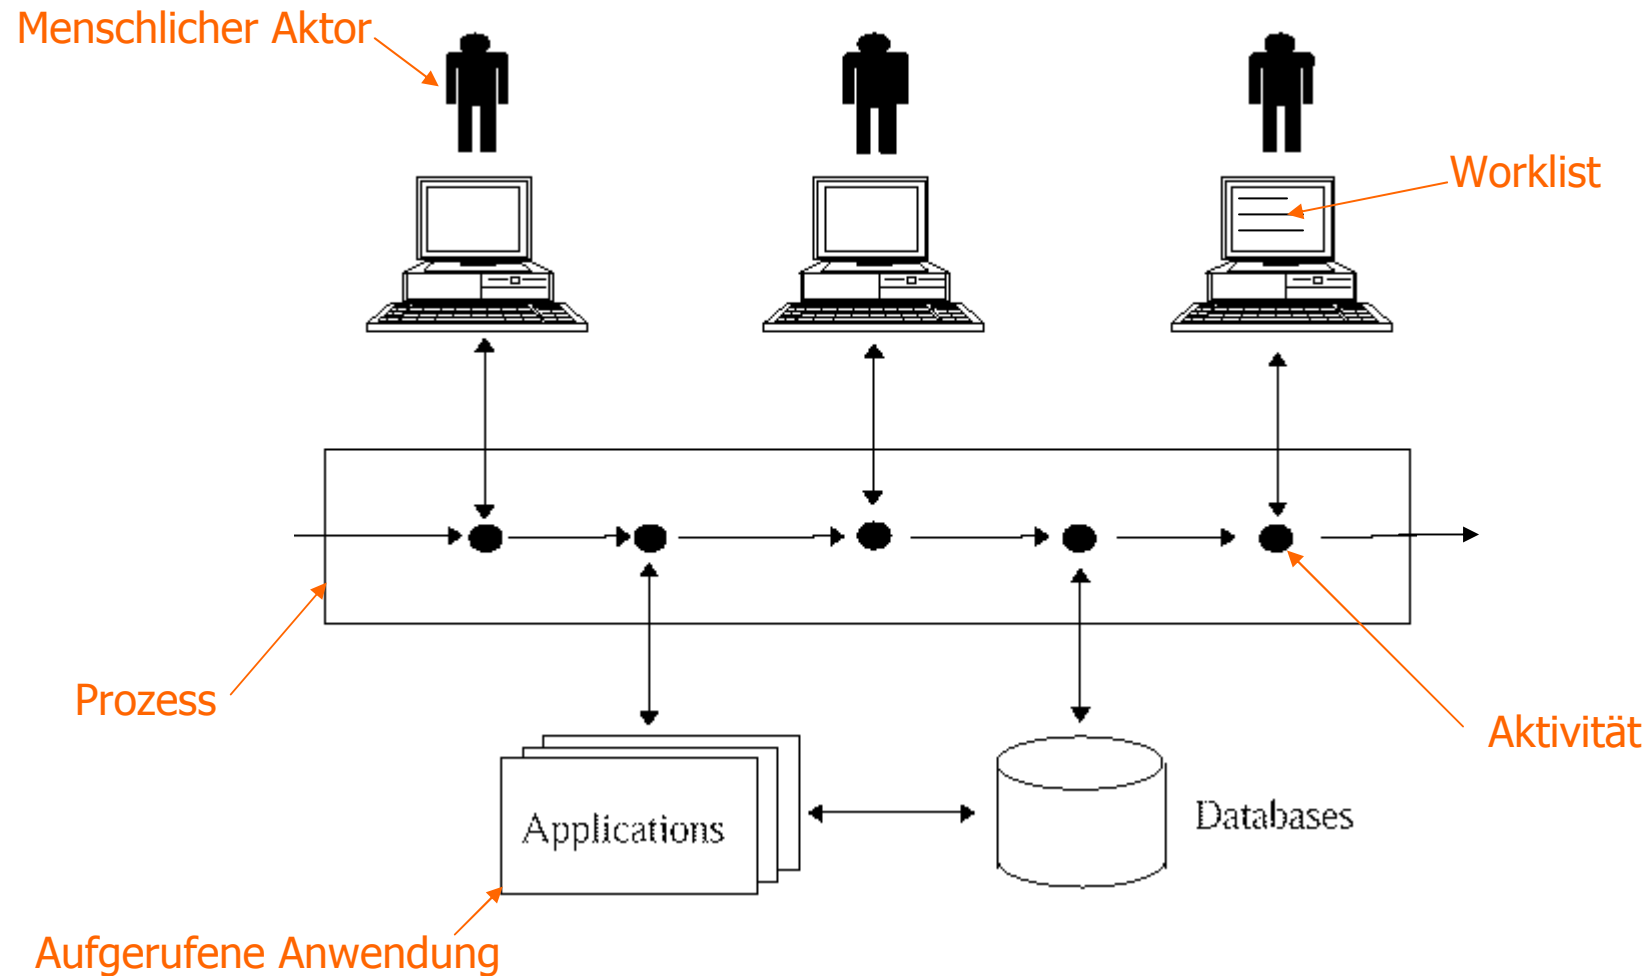 Menschlicher Aktor
Worklist
Prozess
Aktivität
Applications
Databases
Aufgerufene Anwendung